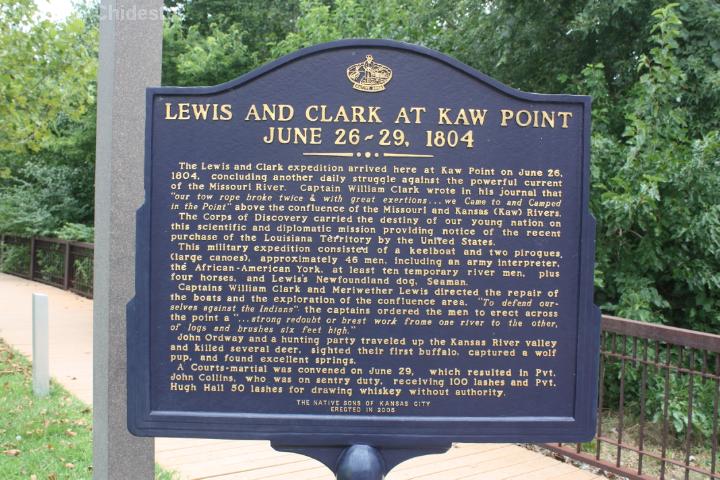 Chidest
LEWIS AND CLARK AT KAW POINT
JUNE 26-29, 1804
The Lewis and Clark expedition arrived here at Kaw Point on June 26,
1804, concluding another daily struggle against the powerful current
of the Missouri River. Captain William Clark wrote in his journal that
"our tow rope broke twice & with great exertions...we Came to and Camped
in the Point" above the confluence of the Missouri and Kansas (Kaw) Rivers.
The Corps of Discovery carried the destiny of our young nation on
this scientific and diplomatic mission providing notice of the recent
purchase of the Louisiana Territory by the United States.
This military expedition consisted of a keelboat and two piroques,
(large canoes), approximately 46 men, including an army interpreter,
the African-American York, at least ten temporary river men, plus
four horses, and Lewis's Newfoundland dog, Seaman.
Captains William Clark and Meriwether Lewis directed the repair of
the boats and the exploration of the confluence area. "To defend our-
selves against the Indians" the captains ordered the men to erect across
the point a "...strong redoubt or brest work frome one river to the other,
of logs and brushes six feet high."
John Ordway and a hunting party traveled up the Kansas River valley
and killed several deer, sighted their first buffalo, captured a wolf
pup, and found excellent springs.
A Courts-martial was convened on June 29, which resulted in Pvt.
John Collins, who was on sentry duty, receiving 100 lashes and Pvt.
Hugh Hall 50 lashes for drawing whiskey without authority.
THE NATIVE SONS OF KANSAS CITY
ERECTED IN 2005